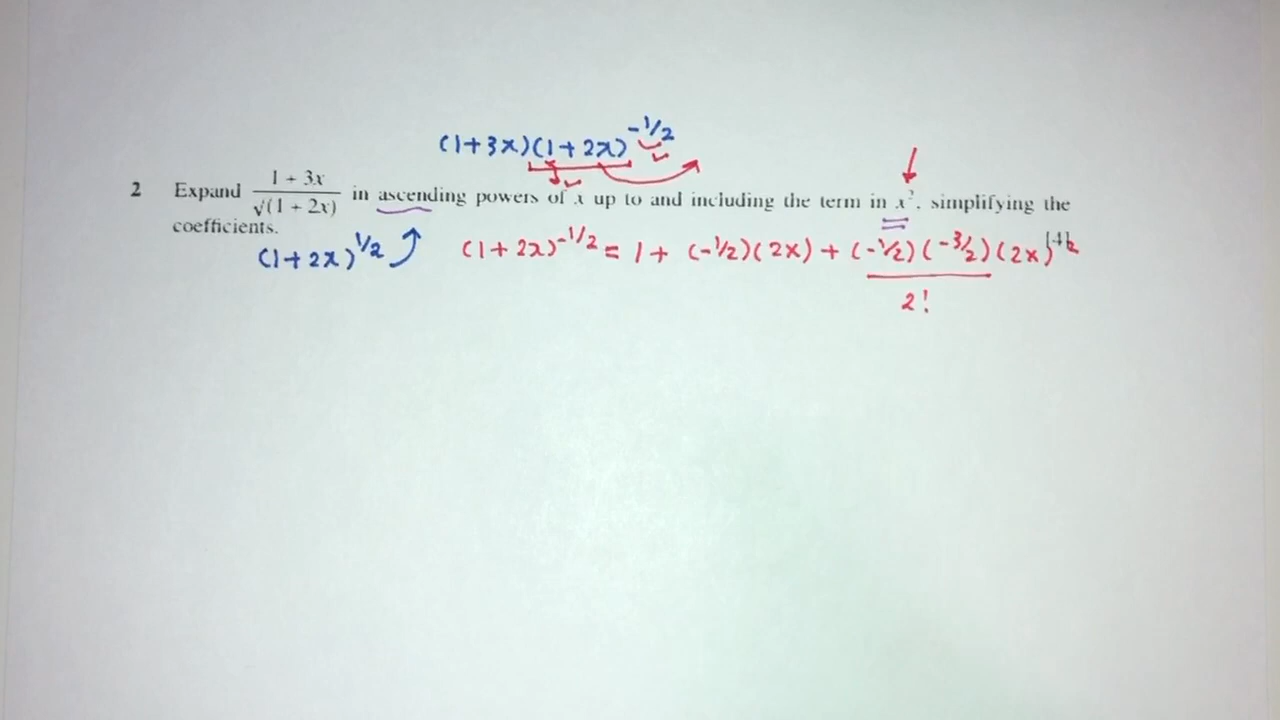 (1+3x)(1+2x)^-1/2
2 Expand (1 + 3x)/(√(1 + 2x)) in ascending powers of x up to and including the term in x², simplifying the
coefficients. [4]
(1+2x)^1/2
(1+2x)^-1/2 = 1 + (-1/2)(2x) + (-1/2)(-3/2)/2! (2x)^2